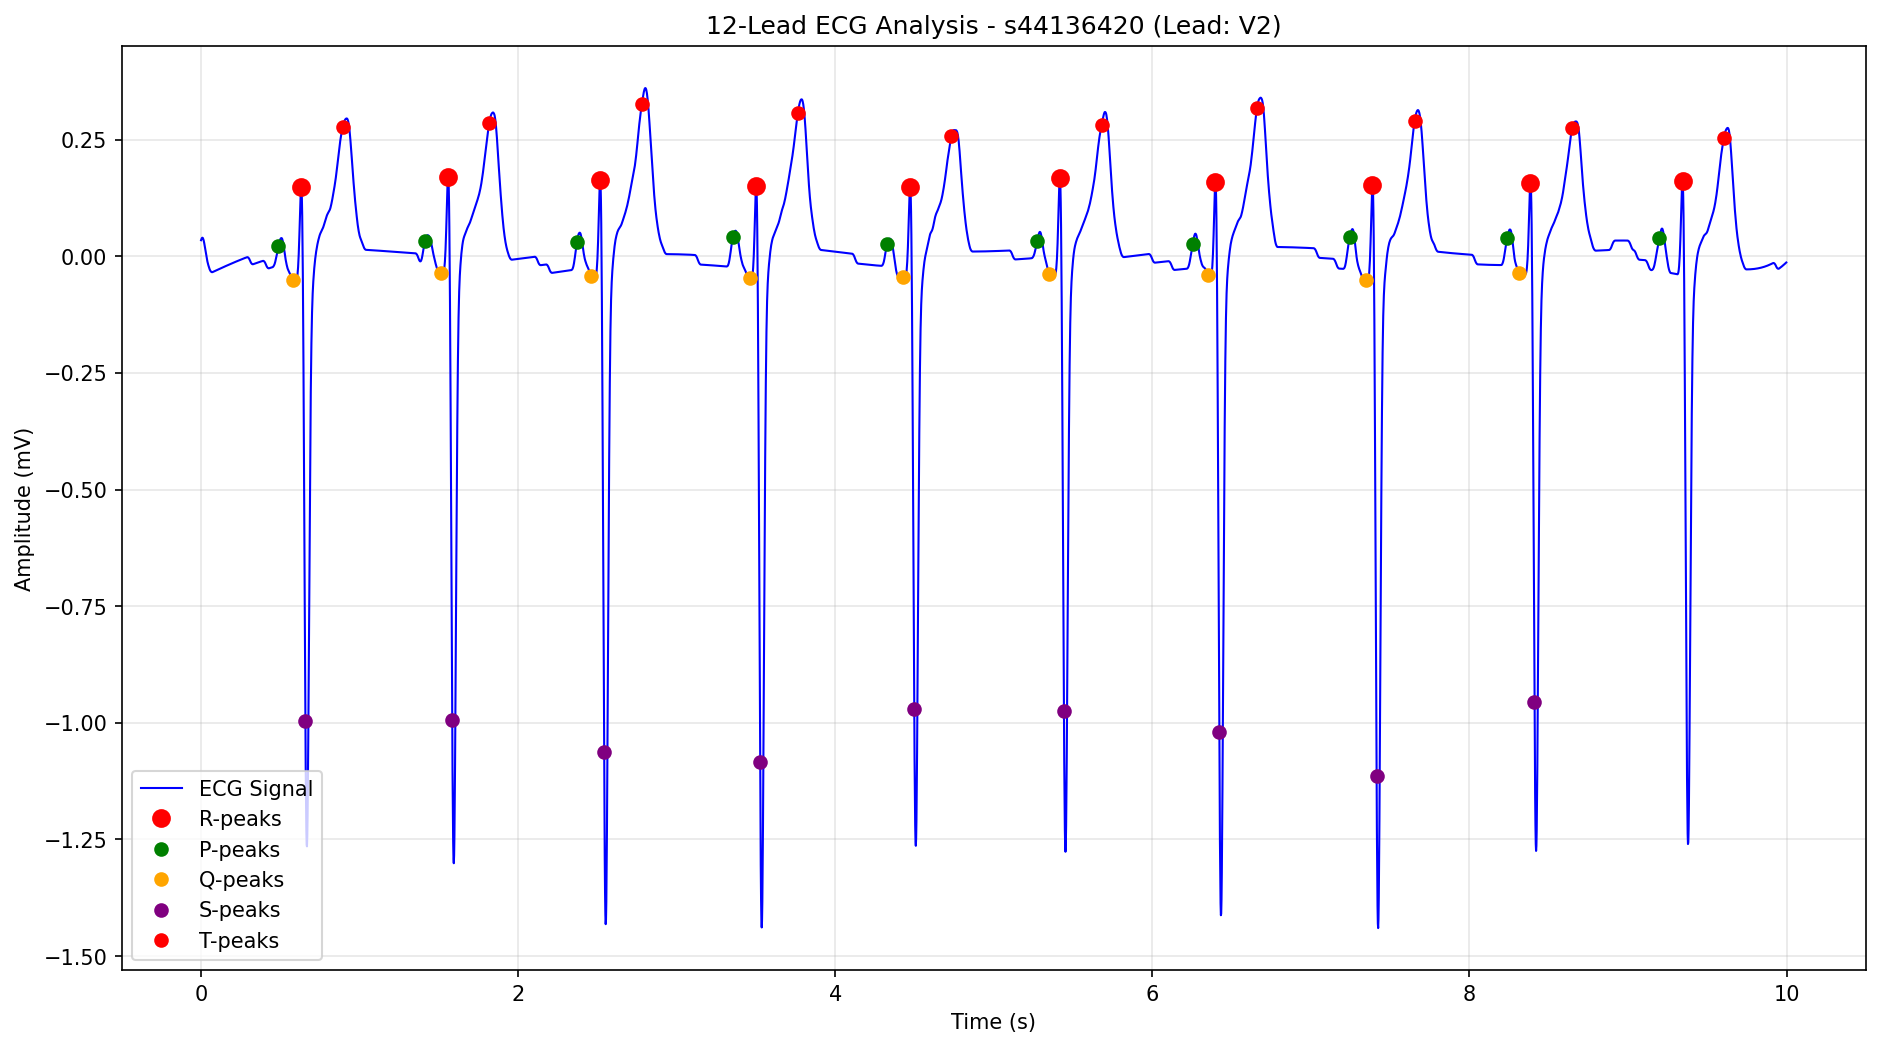 12-Lead ECG Analysis - s44136420 (Lead: V2)
Amplitude (mV)
0.25
0.00
−0.25
−0.50
−0.75
−1.00
−1.25
−1.50
ECG Signal
R-peaks
P-peaks
Q-peaks
S-peaks
T-peaks
0 2 4 6 8 10
Time (s)